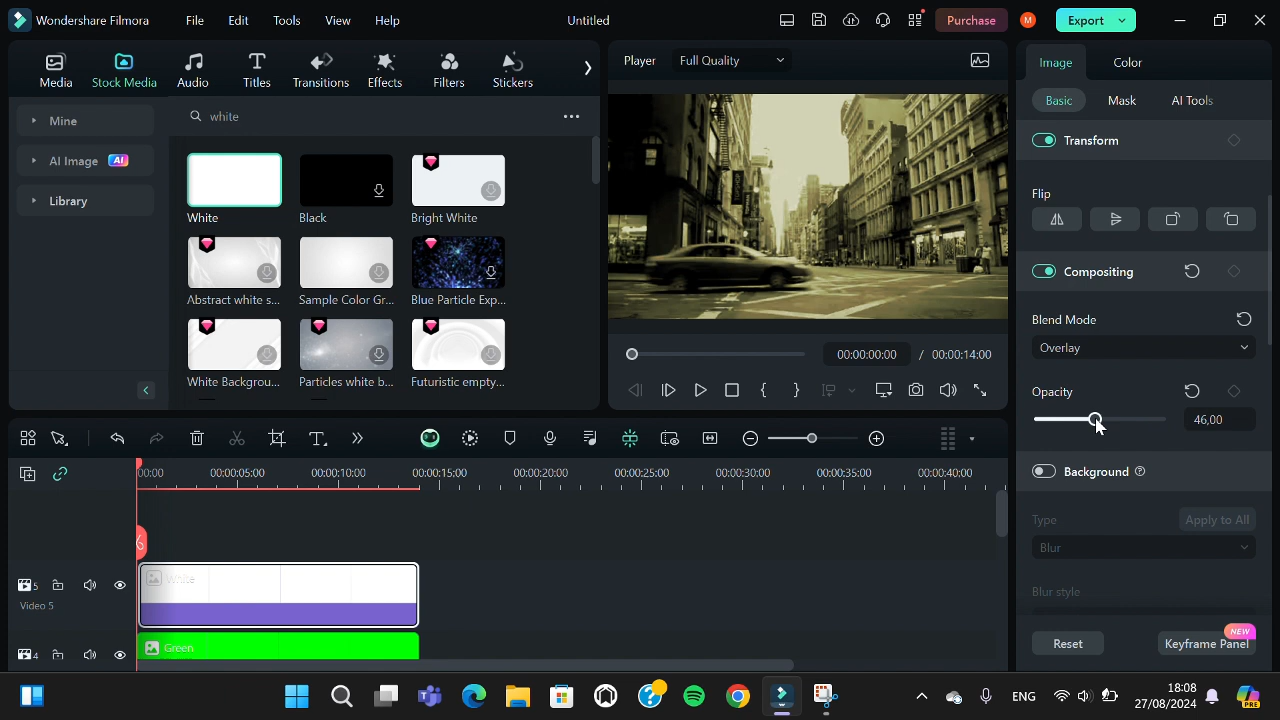 Wondershare Filmora File Edit Tools View Help Untitled Purchase M Export
Media Stock Media Audio Titles Transitions Effects Filters Stickers
Player Full Quality
Image Color
Basic Mask AI Tools
Mine
AI Image AI
Library
white
White Black Bright White
Abstract white s... Sample Color Gr... Blue Particle Exp...
White Backgrou... Particles white b... Futuristic empty...
00:00:00:00 / 00:00:14:00
Transform
Flip
Compositing
Blend Mode
Overlay
Opacity
46,00
Background
Type Apply to All
Blur
Blur style
NEW
Reset Keyframe Panel
00:00 00:00:05:00 00:00:10:00 00:00:15:00 00:00:20:00 00:00:25:00 00:00:30:00 00:00:35:00 00:00:40:00
White
5
Video 5
4
Green
ENG 18:08
27/08/2024
PRE